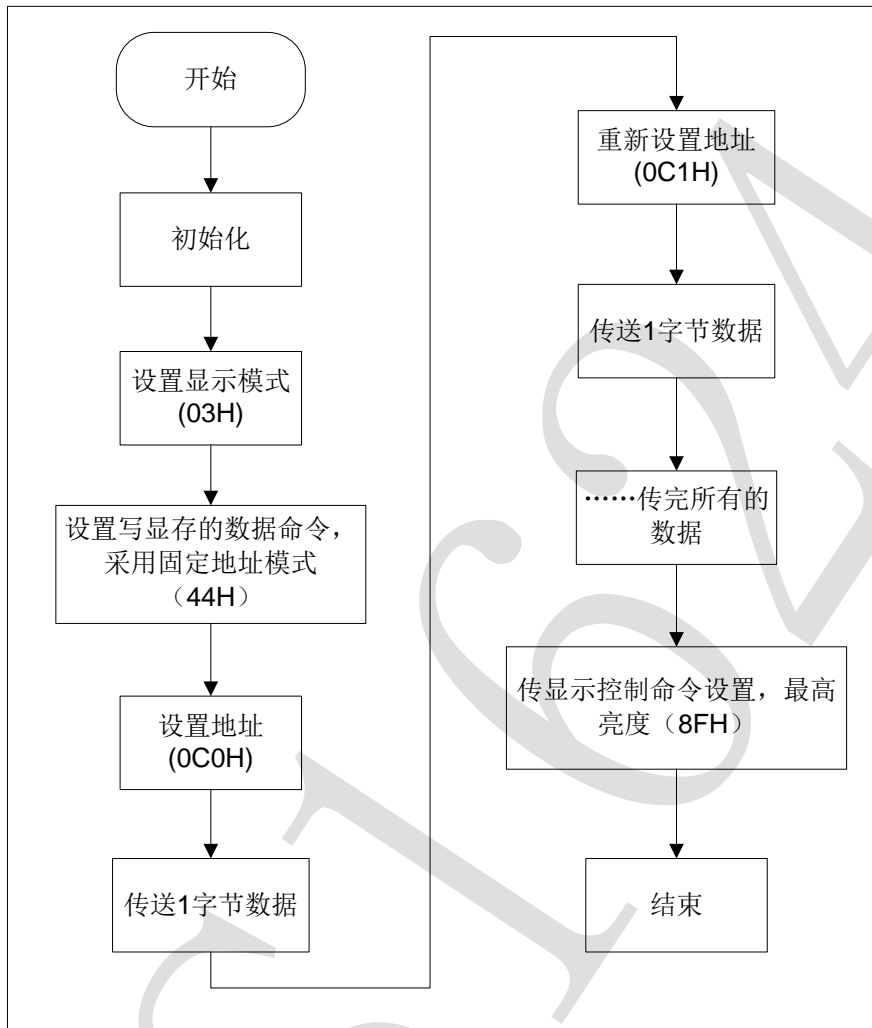 开始
初始化
设置显示模式
(03H)
设置写显存的数据命令，
采用固定地址模式
（44H）
设置地址
(0C0H)
传送1字节数据
重新设置地址
(0C1H)
传送1字节数据
……传完所有的
数据
传显示控制命令设置，最高
亮度（8FH）
结束